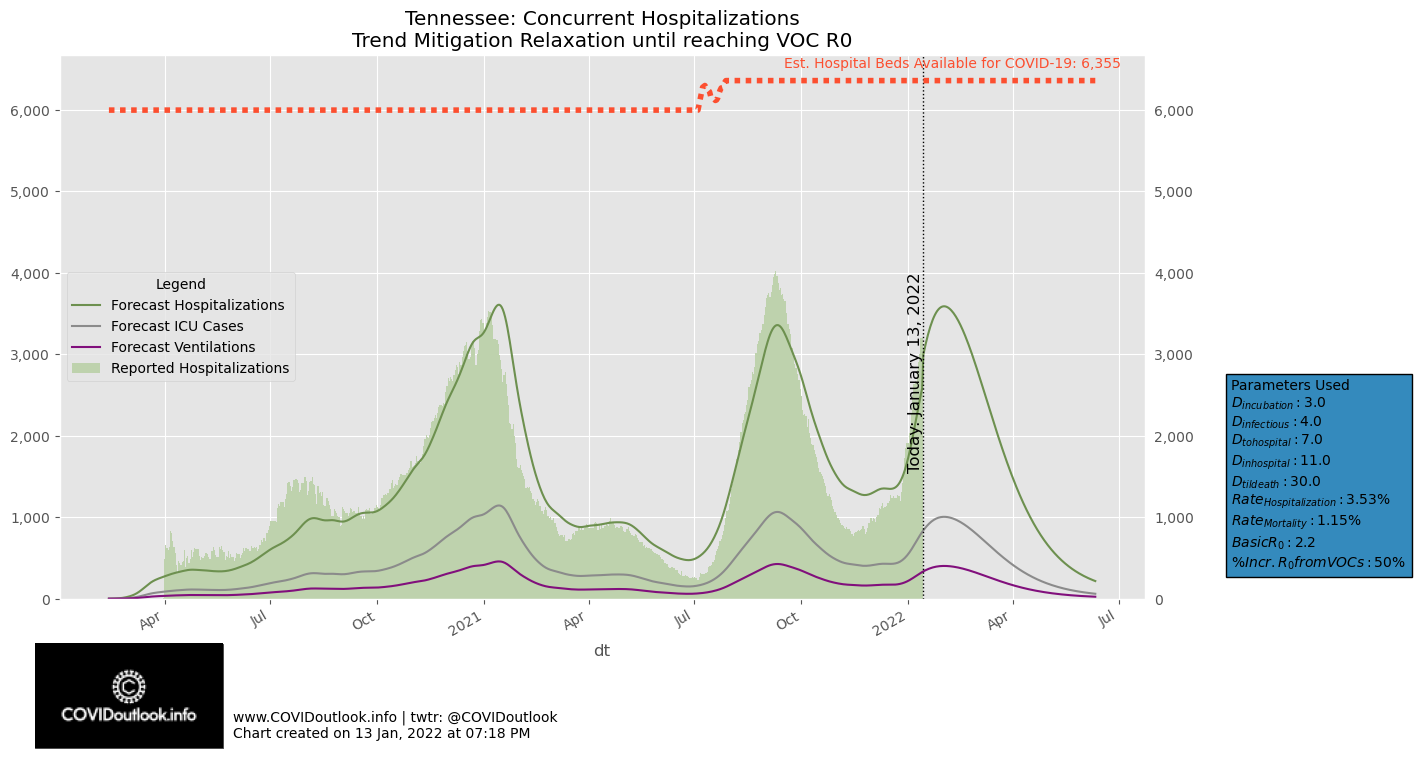 Tennessee: Concurrent Hospitalizations
Trend Mitigation Relaxation until reaching VOC R0
Est. Hospital Beds Available for COVID-19: 6,355
6,000
5,000
4,000
3,000
2,000
1,000
0
6,000
5,000
4,000
3,000
2,000
1,000
0
Legend
Forecast Hospitalizations
Forecast ICU Cases
Forecast Ventilations
Reported Hospitalizations
Today: January 13, 2022
Parameters Used
D_incubation : 3.0
D_infectious : 4.0
D_tohospital : 7.0
D_inhospital : 11.0
D_tildeath : 30.0
Rate_Hospitalization : 3.53%
Rate_Mortality : 1.15%
BasicR_0 : 2.2
%Incr.R_0fromVOCs : 50%
Apr
Jul
Oct
2021
Apr
Jul
Oct
2022
Apr
Jul
dt
COVIDoutlook.info
www.COVIDoutlook.info | twtr: @COVIDoutlook
Chart created on 13 Jan, 2022 at 07:18 PM